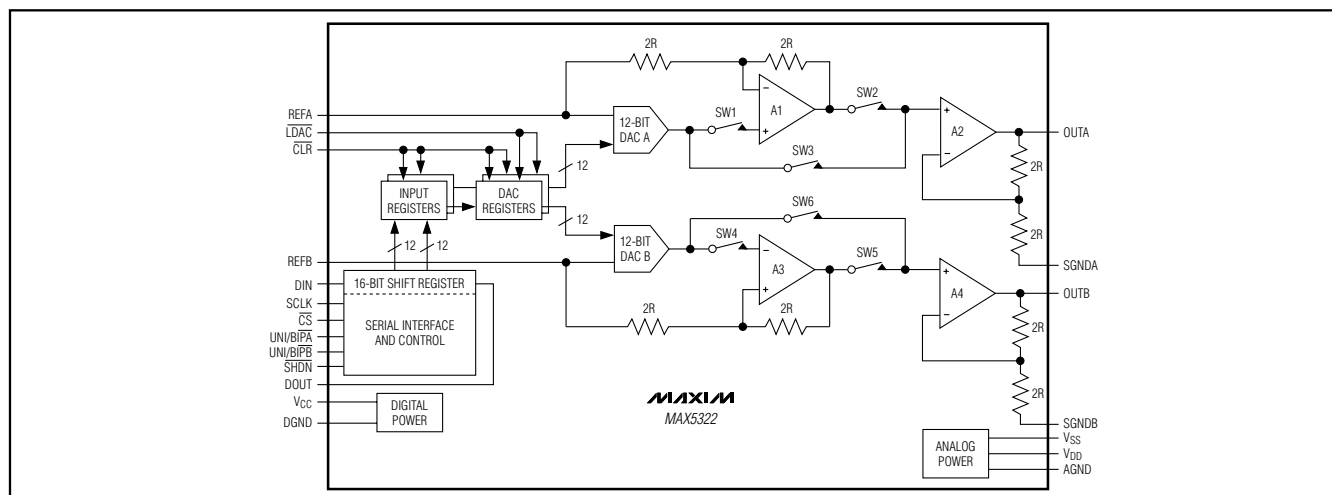 2R
2R
REFA
LDAC
CLR
12-BIT
DAC A
SW1
−
+
A1
SW2
SW3
+
−
A2
OUTA
2R
2R
SGNDA
12
INPUT
REGISTERS
DAC
REGISTERS
12
12
12
12-BIT
DAC B
SW6
SW4
−
+
A3
SW5
+
−
A4
OUTB
2R
2R
SGNDB
2R
2R
REFB
DIN
SCLK
CS
UNI/BIPA
UNI/BIPB
SHDN
DOUT
16-BIT SHIFT REGISTER
SERIAL INTERFACE
AND CONTROL
VCC
DGND
DIGITAL
POWER
MAXIM
MAX5322
ANALOG
POWER
VSS
VDD
AGND